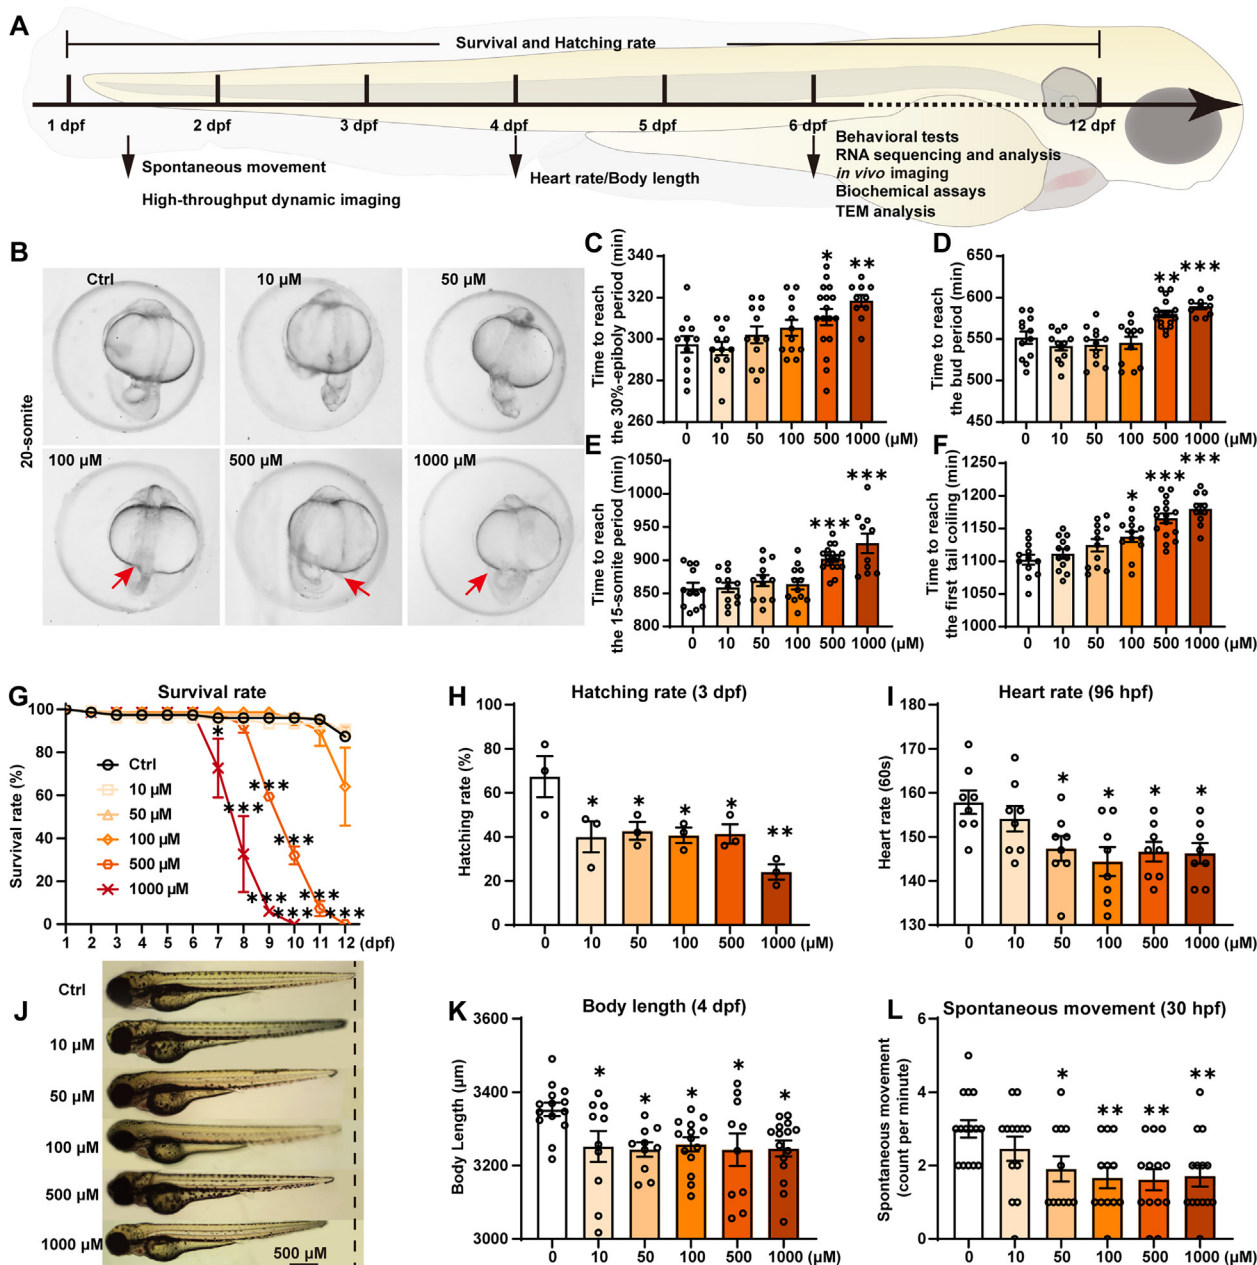 A
Survival and Hatching rate
1 dpf
2 dpf
3 dpf
4 dpf
5 dpf
6 dpf
12 dpf
Spontaneous movement
High-throughput dynamic imaging
Heart rate/Body length
Behavioral tests
RNA sequencing and analysis
in vivo imaging
Biochemical assays
TEM analysis
B
20-somite
Ctrl
10 μM
50 μM
100 μM
500 μM
1000 μM
C
Time to reach
the 30%-epiboly period (min)
340
320
300
280
260
*
**
0 10 50 100 500 1000 (μM)
D
Time to reach
the bud period (min)
650
600
550
500
450
**
***
0 10 50 100 500 1000 (μM)
E
Time to reach
the 15-somite period (min)
1050
1000
950
900
850
800
***
***
0 10 50 100 500 1000 (μM)
F
Time to reach
the first tail coiling (min)
1250
1200
1150
1100
1050
1000
*
***
***
0 10 50 100 500 1000 (μM)
G
Survival rate
Survival rate (%)
100
80
60
40
20
0
Ctrl
10 μM
50 μM
100 μM
500 μM
1000 μM
*
***
***
***
***
***
***
***
1 2 3 4 5 6 7 8 9 10 11 12 (dpf)
H
Hatching rate (3 dpf)
Hatching rate (%)
100
80
60
40
20
0
*
*
*
*
**
0 10 50 100 500 1000 (μM)
I
Heart rate (96 hpf)
Heart rate (60s)
180
170
160
150
140
130
*
*
*
*
0 10 50 100 500 1000 (μM)
J
Ctrl
10 μM
50 μM
100 μM
500 μM
1000 μM
500 μM
K
Body length (4 dpf)
Body Length (μm)
3600
3400
3200
3000
*
*
*
*
*
0 10 50 100 500 1000 (μM)
L
Spontaneous movement (30 hpf)
Spontaneous movement
(count per minute)
6
4
2
0
*
**
**
**
0 10 50 100 500 1000 (μM)